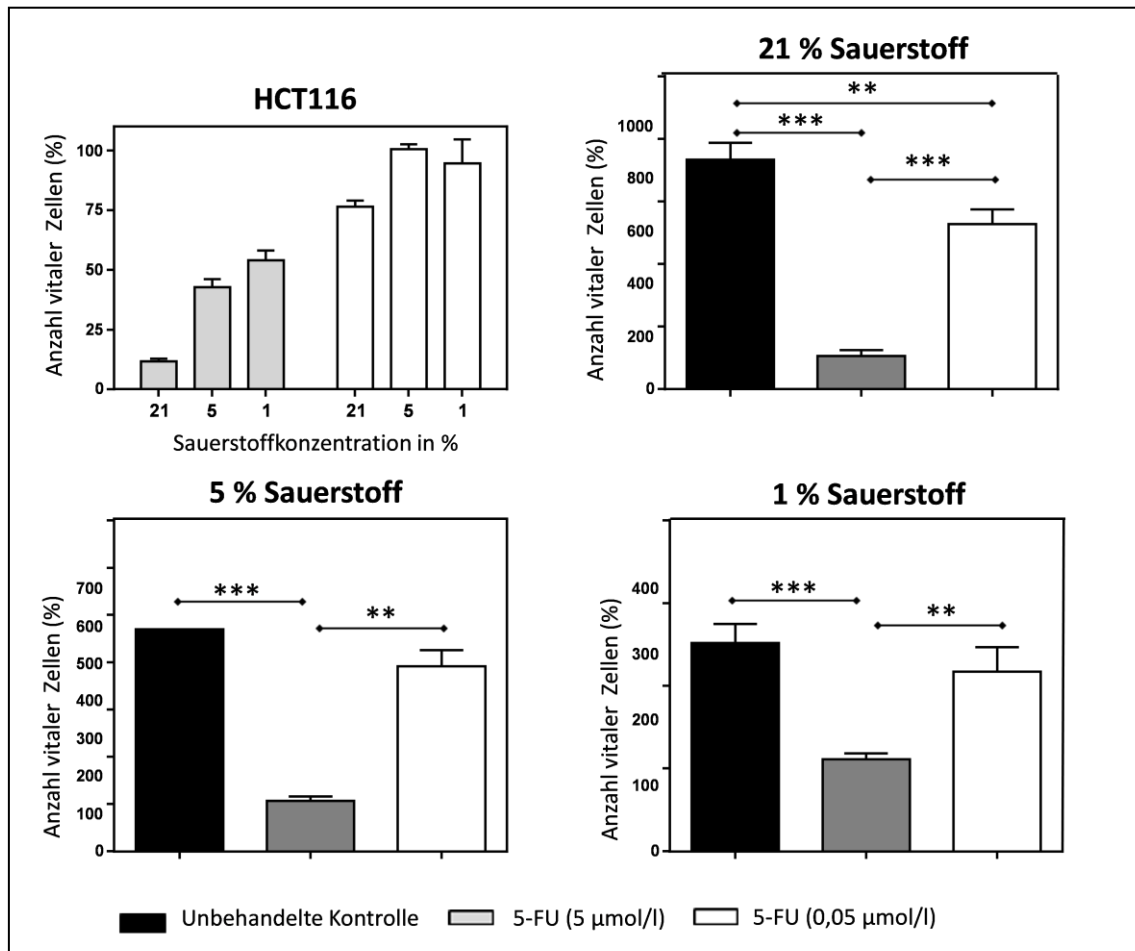 HCT116
Anzahl vitaler Zellen (%)
100
75
50
25
0
21 5 1 21 5 1
Sauerstoffkonzentration in %
21 % Sauerstoff
Anzahl vitaler Zellen (%)
1000
800
600
400
200
0
**
***
***
5 % Sauerstoff
Anzahl vitaler Zellen (%)
700
600
500
400
300
200
100
0
***
**
1 % Sauerstoff
Anzahl vitaler Zellen (%)
400
300
200
100
0
***
**
Unbehandelte Kontrolle 5-FU (5 μmol/l) 5-FU (0,05 μmol/l)